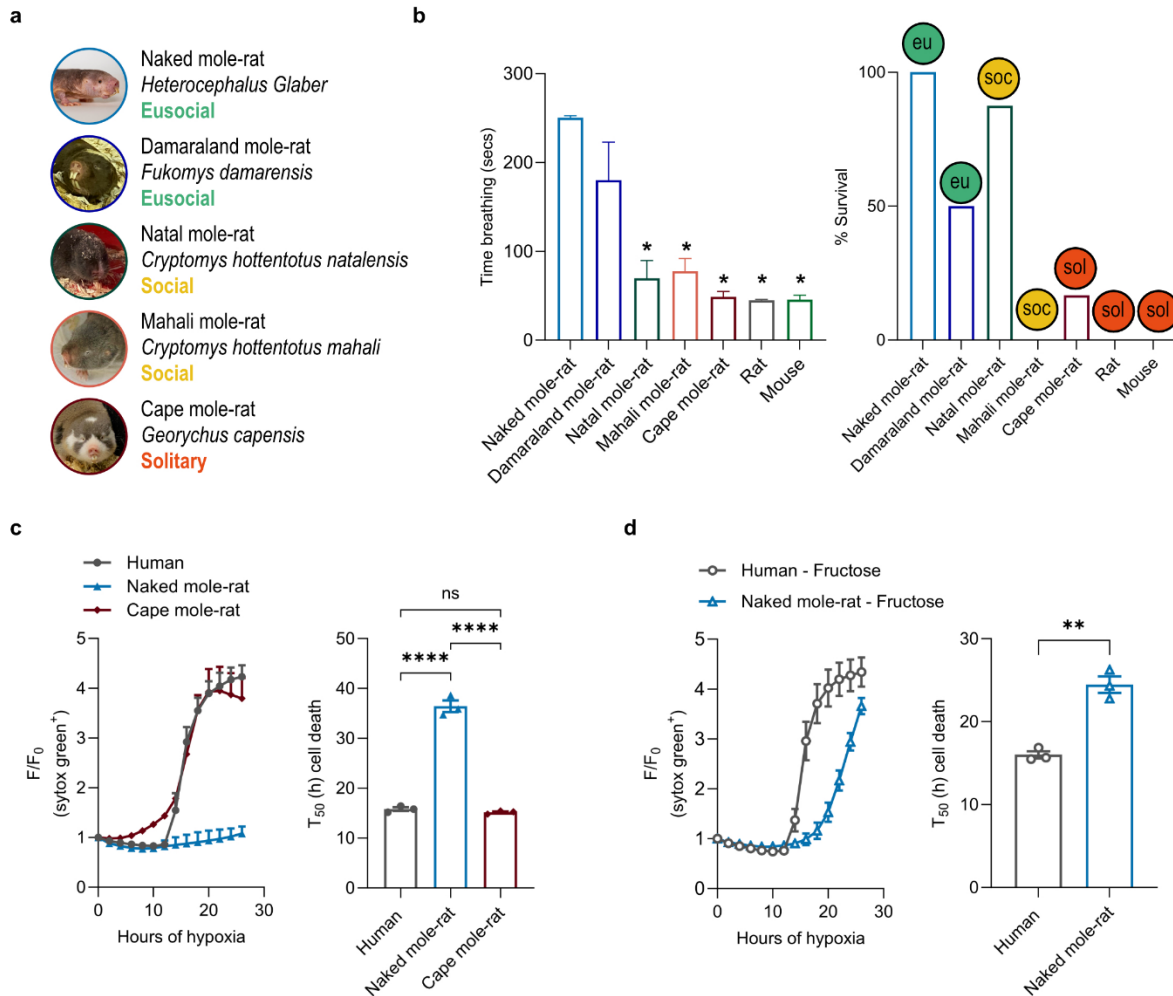 a
Naked mole-rat
Heterocephalus Glaber
Eusocial
Damaraland mole-rat
Fukomys damarensis
Eusocial
Natal mole-rat
Cryptomys hottentotus natalensis
Social
Mahali mole-rat
Cryptomys hottentotus mahali
Social
Cape mole-rat
Georychus capensis
Solitary
b
Time breathing (secs)
300
200
100
0
* * * * *
Naked mole-rat
Damaraland mole-rat
Natal mole-rat
Mahali mole-rat
Cape mole-rat
Rat
Mouse
% Survival
100
50
0
eu
eu
soc
soc
sol
sol
sol
Naked mole-rat
Damaraland mole-rat
Natal mole-rat
Mahali mole-rat
Cape mole-rat
Rat
Mouse
c
Human
Naked mole-rat
Cape mole-rat
F/F0
(sytox green+)
5
4
3
2
1
0
0 10 20 30
Hours of hypoxia
ns
****
****
T50 (h) cell death
50
40
30
20
10
0
Human
Naked mole-rat
Cape mole-rat
d
Human - Fructose
Naked mole-rat - Fructose
F/F0
(sytox green+)
5
4
3
2
1
0
0 10 20 30
Hours of hypoxia
**
T50 (h) cell death
30
20
10
0
Human
Naked mole-rat